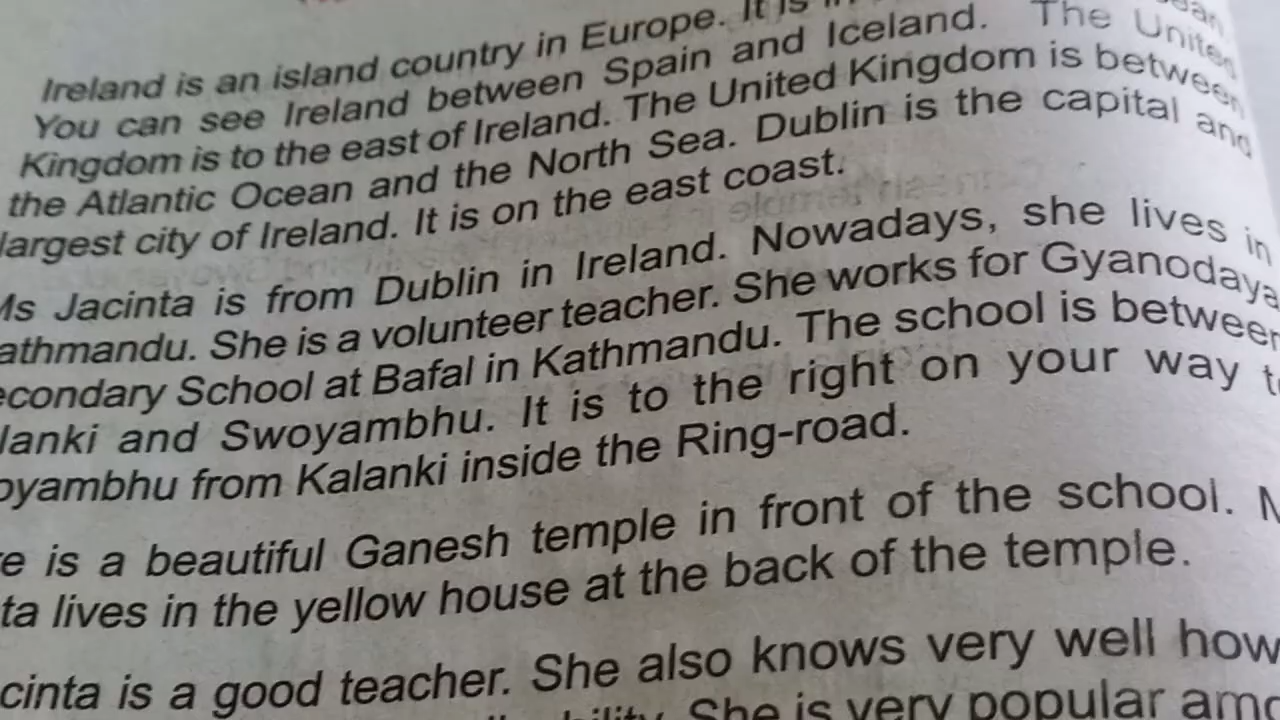 Ireland is an island country in Europe. It is in
You can see Ireland between Spain and Iceland. The United
Kingdom is to the east of Ireland. The United Kingdom is between
the Atlantic Ocean and the North Sea. Dublin is the capital and
largest city of Ireland. It is on the east coast.
Ms Jacinta is from Dublin in Ireland. Nowadays, she lives in
athmandu. She is a volunteer teacher. She works for Gyanodaya
econdary School at Bafal in Kathmandu. The school is between
lanki and Swoyambhu. It is to the right on your way to
oyambhu from Kalanki inside the Ring-road.
re is a beautiful Ganesh temple in front of the school.
ta lives in the yellow house at the back of the temple.
cinta is a good teacher. She also knows very well how
She is very popular amo